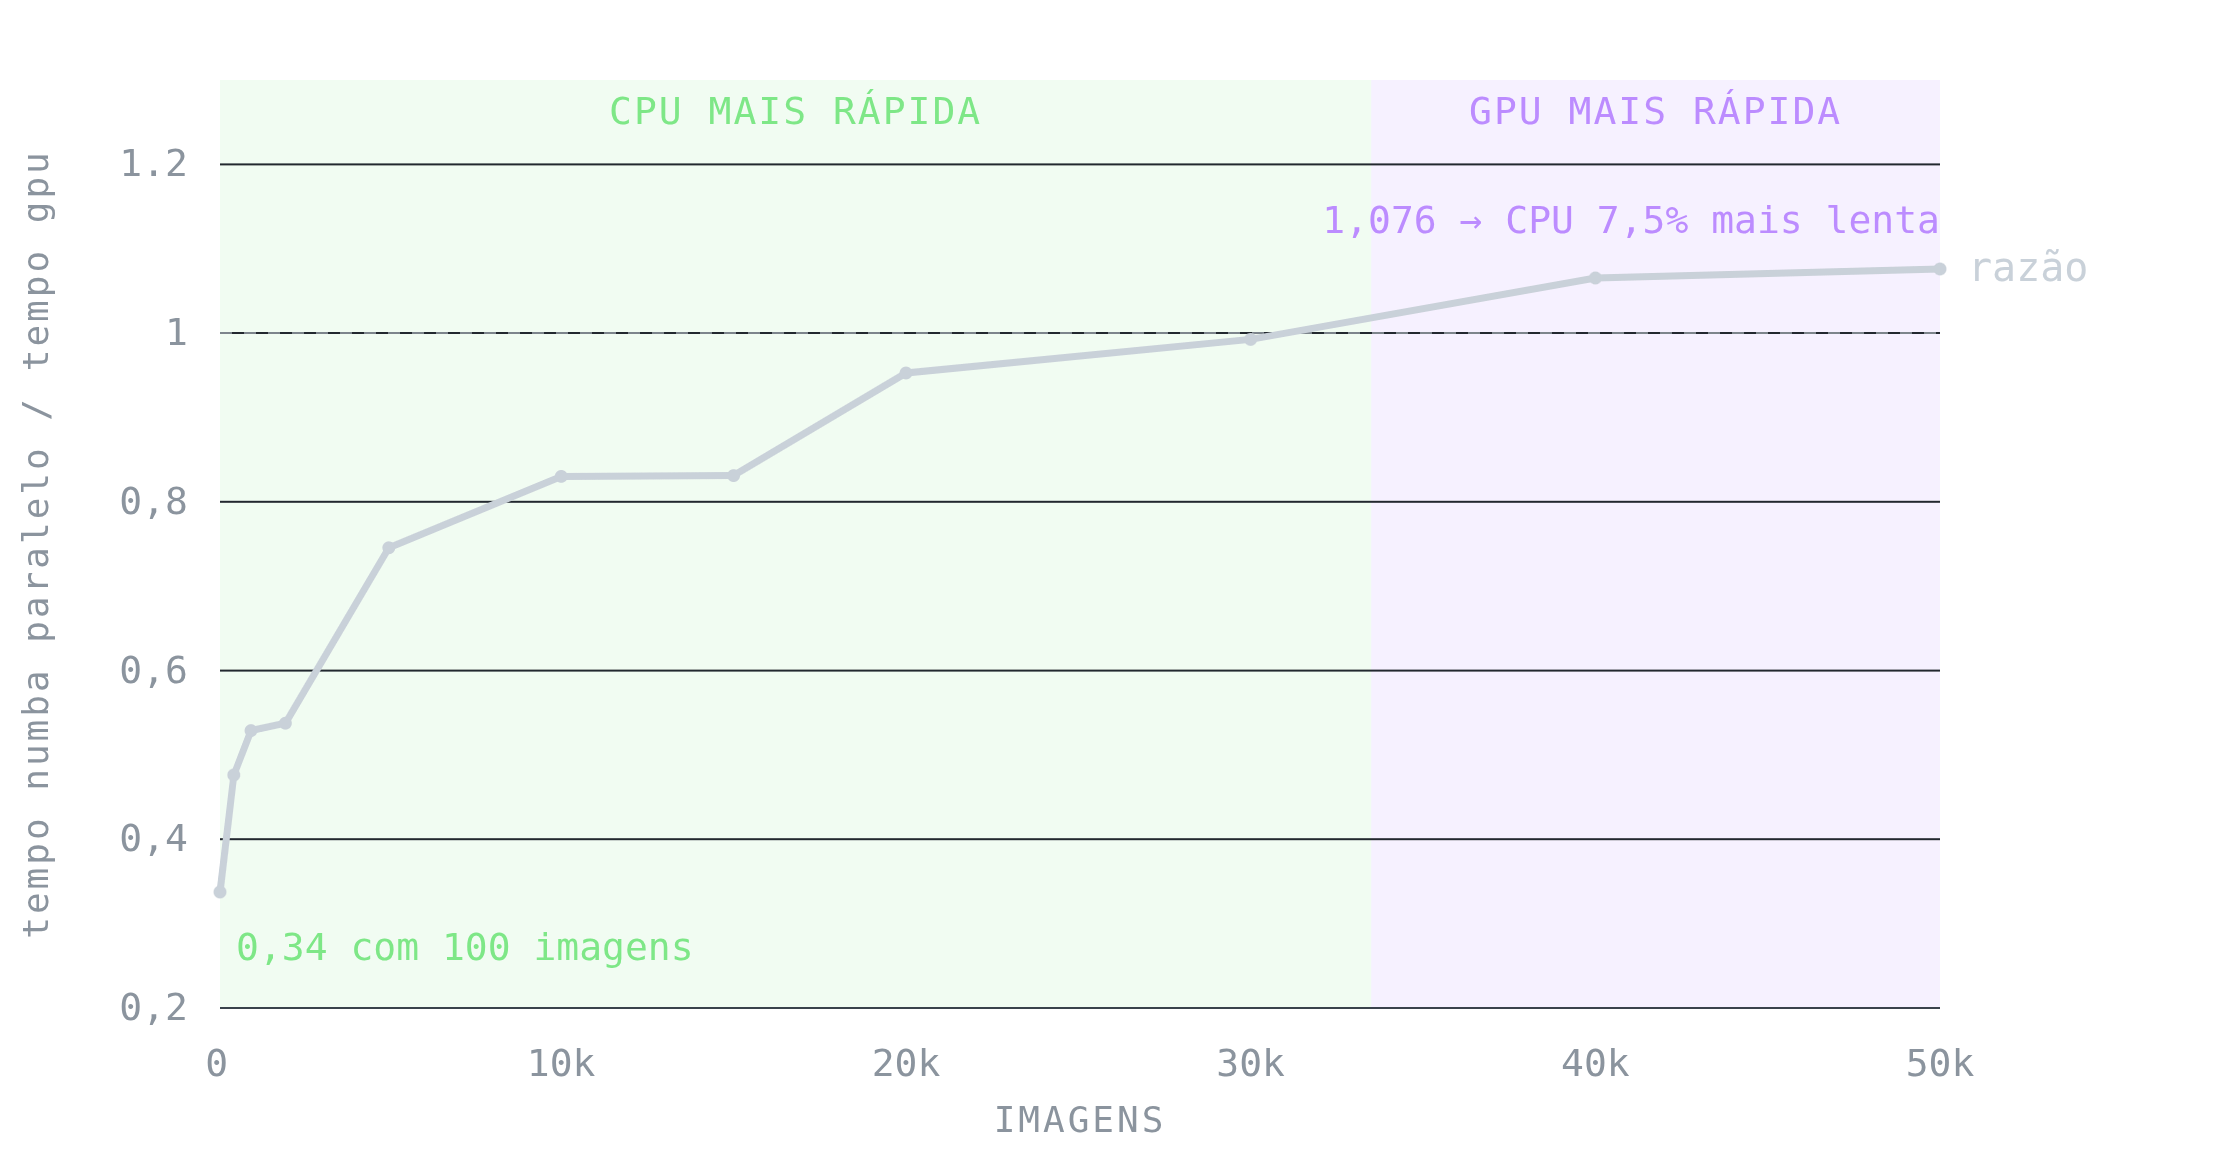 CPU MAIS RÁPIDA
GPU MAIS RÁPIDA
1.2
1,076 → CPU 7,5% mais lenta
razão
1
0,8
0,6
0,4
0,34 com 100 imagens
0,2
tempo numba paralelo / tempo gpu
0
10k
20k
30k
40k
50k
IMAGENS